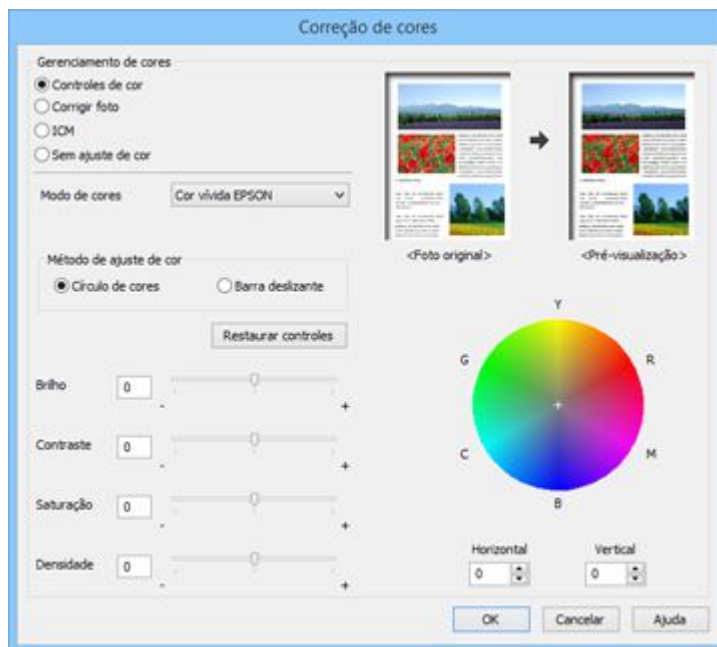 Correção de cores
Gerenciamento de cores
Controles de cor
Corrigir foto
ICM
Sem ajuste de cor
Modo de cores
Cor vívida EPSON
Método de ajuste de cor
Círculo de cores
Barra deslizante
Restaurar controles
Brilho
0
-
+
Contraste
0
-
+
Saturação
0
-
+
Densidade
0
-
+
<Foto original>
<Pré-visualização>
Y
G
R
C
M
B
Horizontal
Vertical
0
0
OK
Cancelar
Ajuda